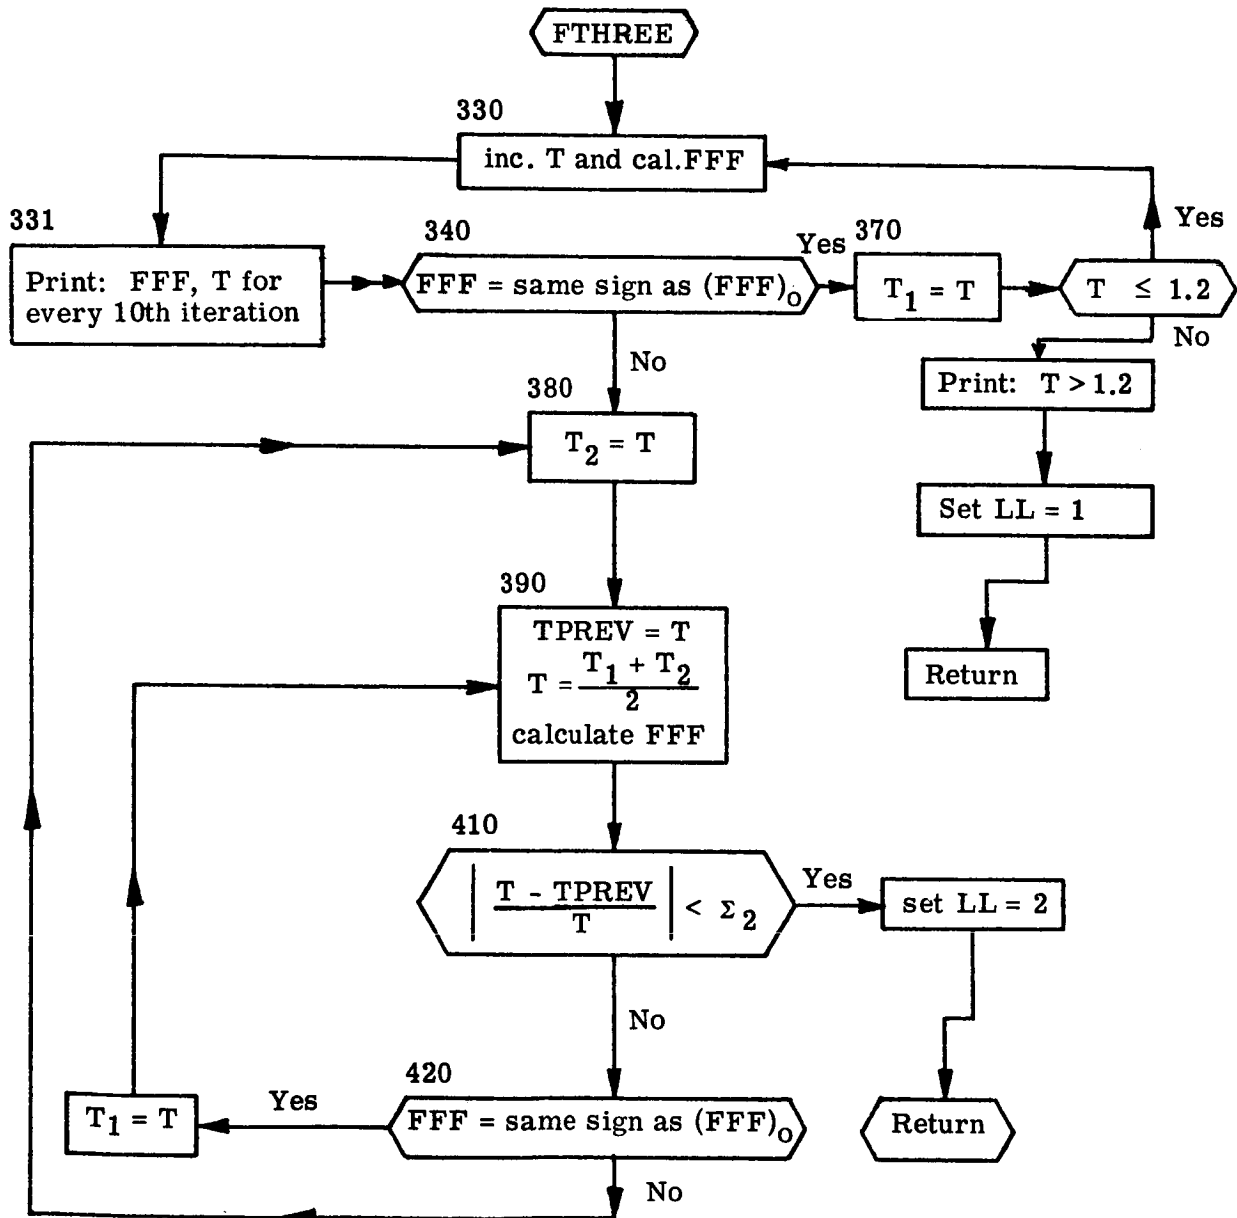 FTHREE
330
inc. T and cal.FFF
331
Print: FFF, T for
every 10th iteration
340
FFF = same sign as (FFF)₀
Yes
370
T₁ = T
T ≤ 1.2
Yes
No
Print: T > 1.2
Set LL = 1
Return
No
380
T₂ = T
390
TPREV = T
T = (T₁ + T₂)/2
calculate FFF
410
| (T - TPREV)/T | < Σ₂
Yes
set LL = 2
Return
No
420
FFF = same sign as (FFF)₀
Yes
T₁ = T
No